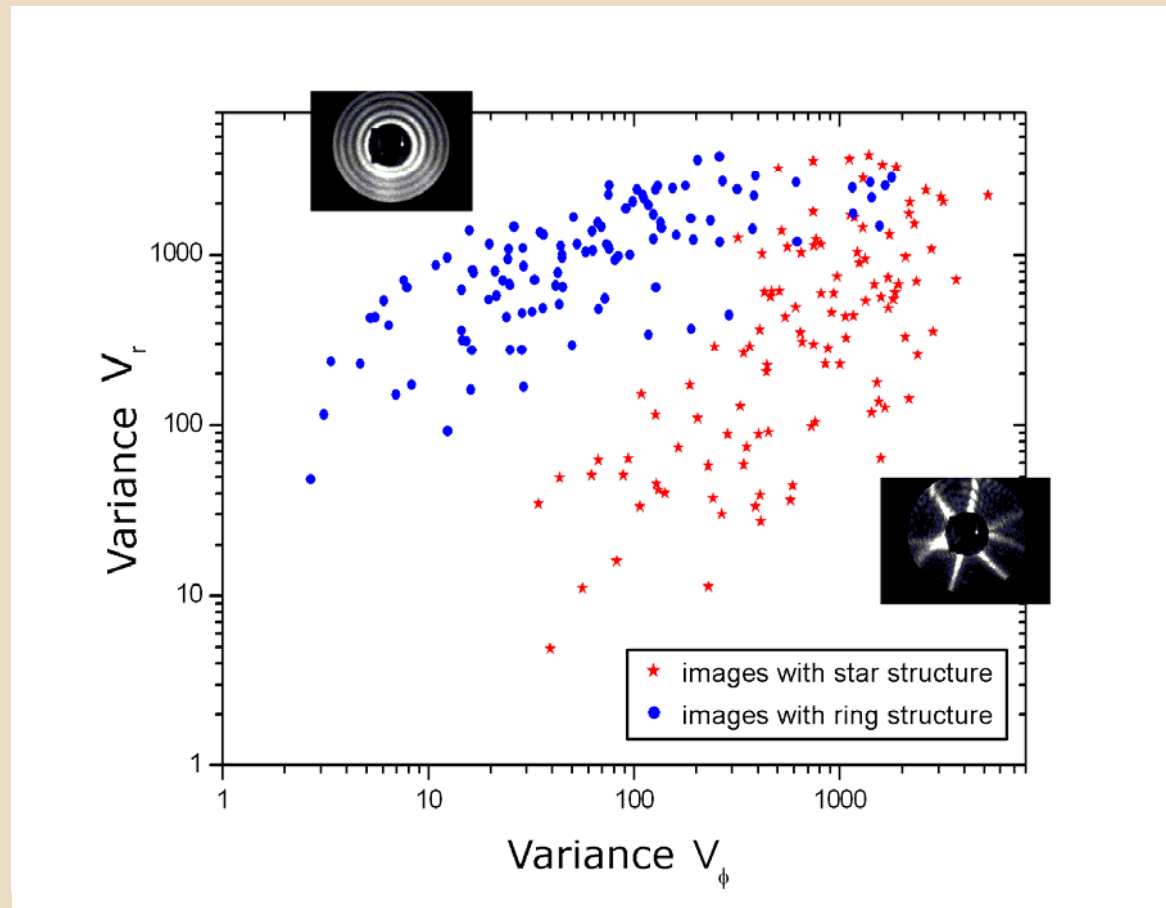 Variance V_r
1000
100
10
1
images with star structure
images with ring structure
1 10 100 1000
Variance V_ϕ